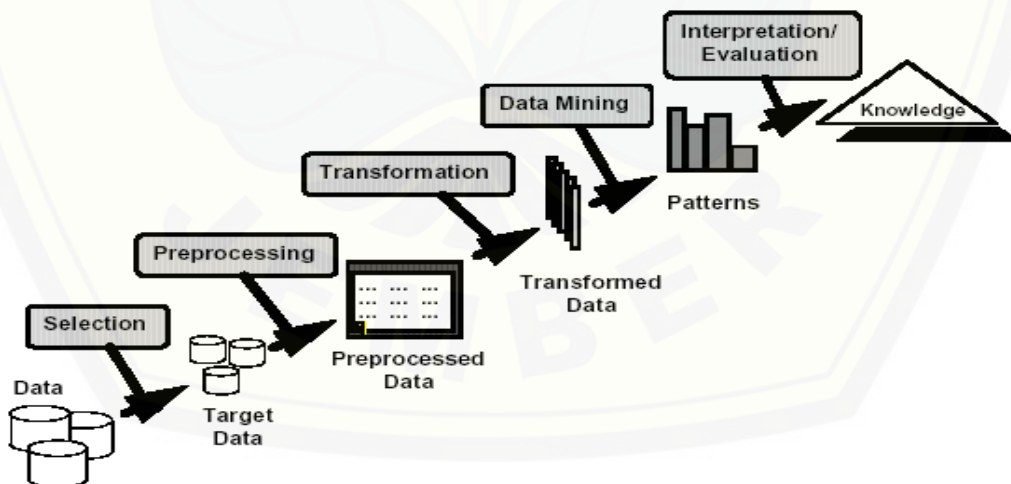 Interpretation/
Evaluation
Knowledge
Data Mining
Patterns
Transformation
Transformed
Data
Preprocessing
Preprocessed
Data
Selection
Target
Data
Data